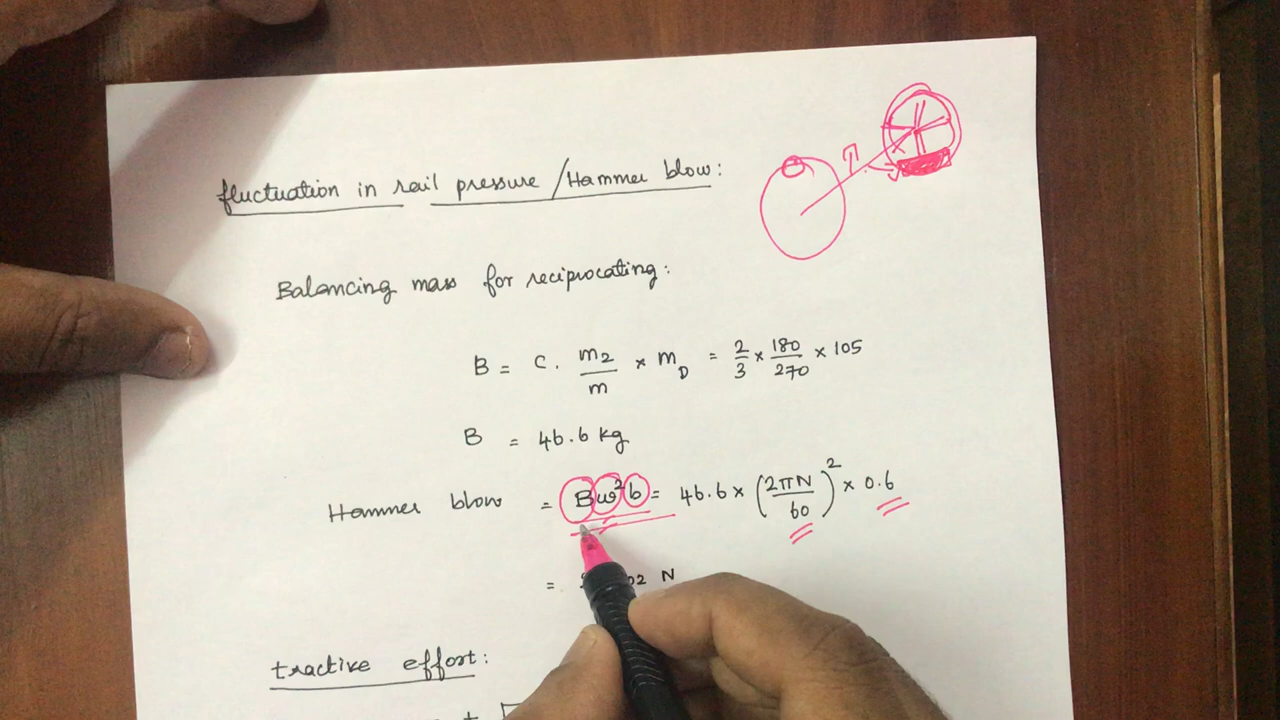 fluctuation in rail pressure / Hammer blow:
Balancing mass for reciprocating:
B = C. m2/m × mD = 2/3 × 180/270 × 105
B = 46.6 kg
Hammer blow = Bω²b = 46.6 × (2πN/60)² × 0.6
= 02 N
tractive effort: